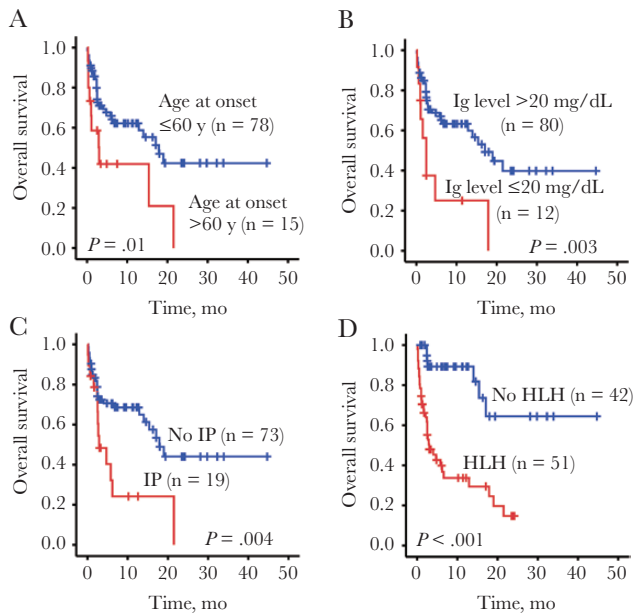 A
Overall survival
1.0
0.8
0.6
0.4
0.2
0.0
Age at onset
≤60 y (n = 78)
Age at onset
>60 y (n = 15)
P = .01
0 10 20 30 40 50
Time, mo
B
Overall survival
1.0
0.8
0.6
0.4
0.2
0.0
Ig level >20 mg/dL
(n = 80)
Ig level ≤20 mg/dL
(n = 12)
P = .003
0 10 20 30 40 50
Time, mo
C
Overall survival
1.0
0.8
0.6
0.4
0.2
0.0
No IP (n = 73)
IP (n = 19)
P = .004
0 10 20 30 40 50
Time, mo
D
Overall survival
1.0
0.8
0.6
0.4
0.2
0.0
No HLH (n = 42)
HLH (n = 51)
P < .001
0 10 20 30 40 50
Time, mo